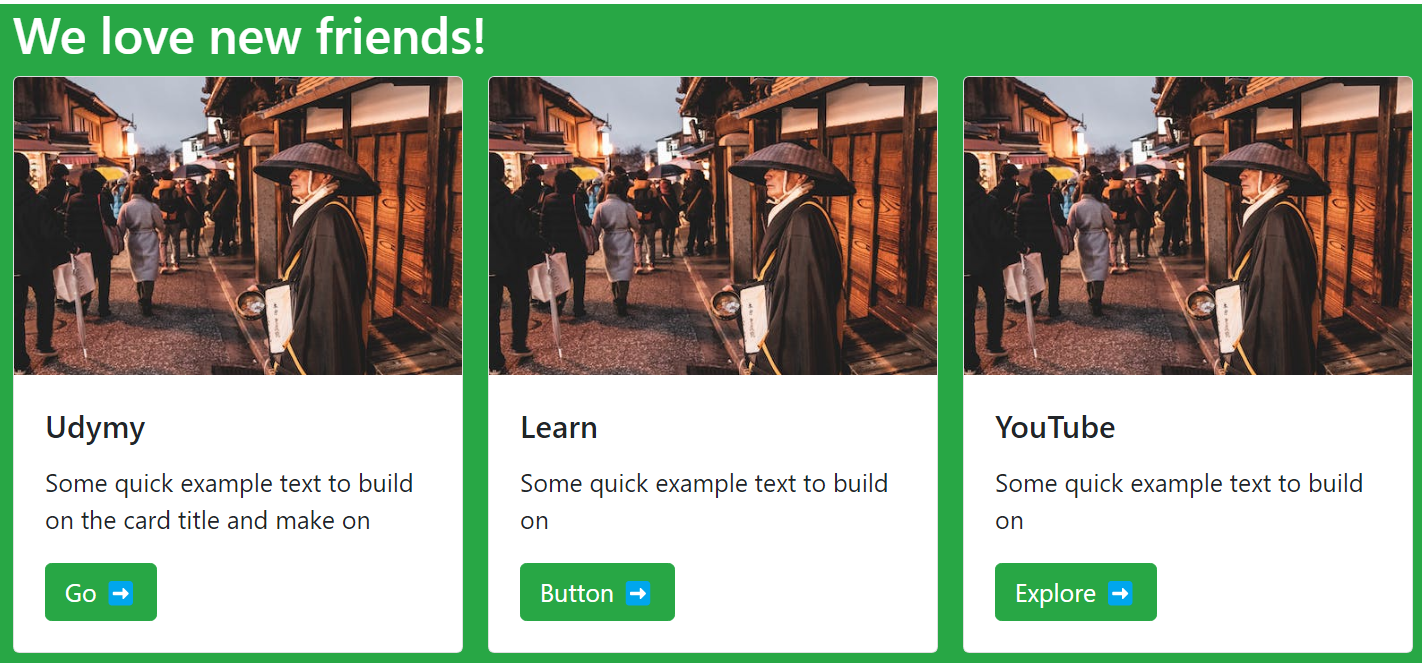 We love new friends!
Udymy
Some quick example text to build
on the card title and make on
Go ➡️
Learn
Some quick example text to build
on
Button ➡️
YouTube
Some quick example text to build
on
Explore ➡️